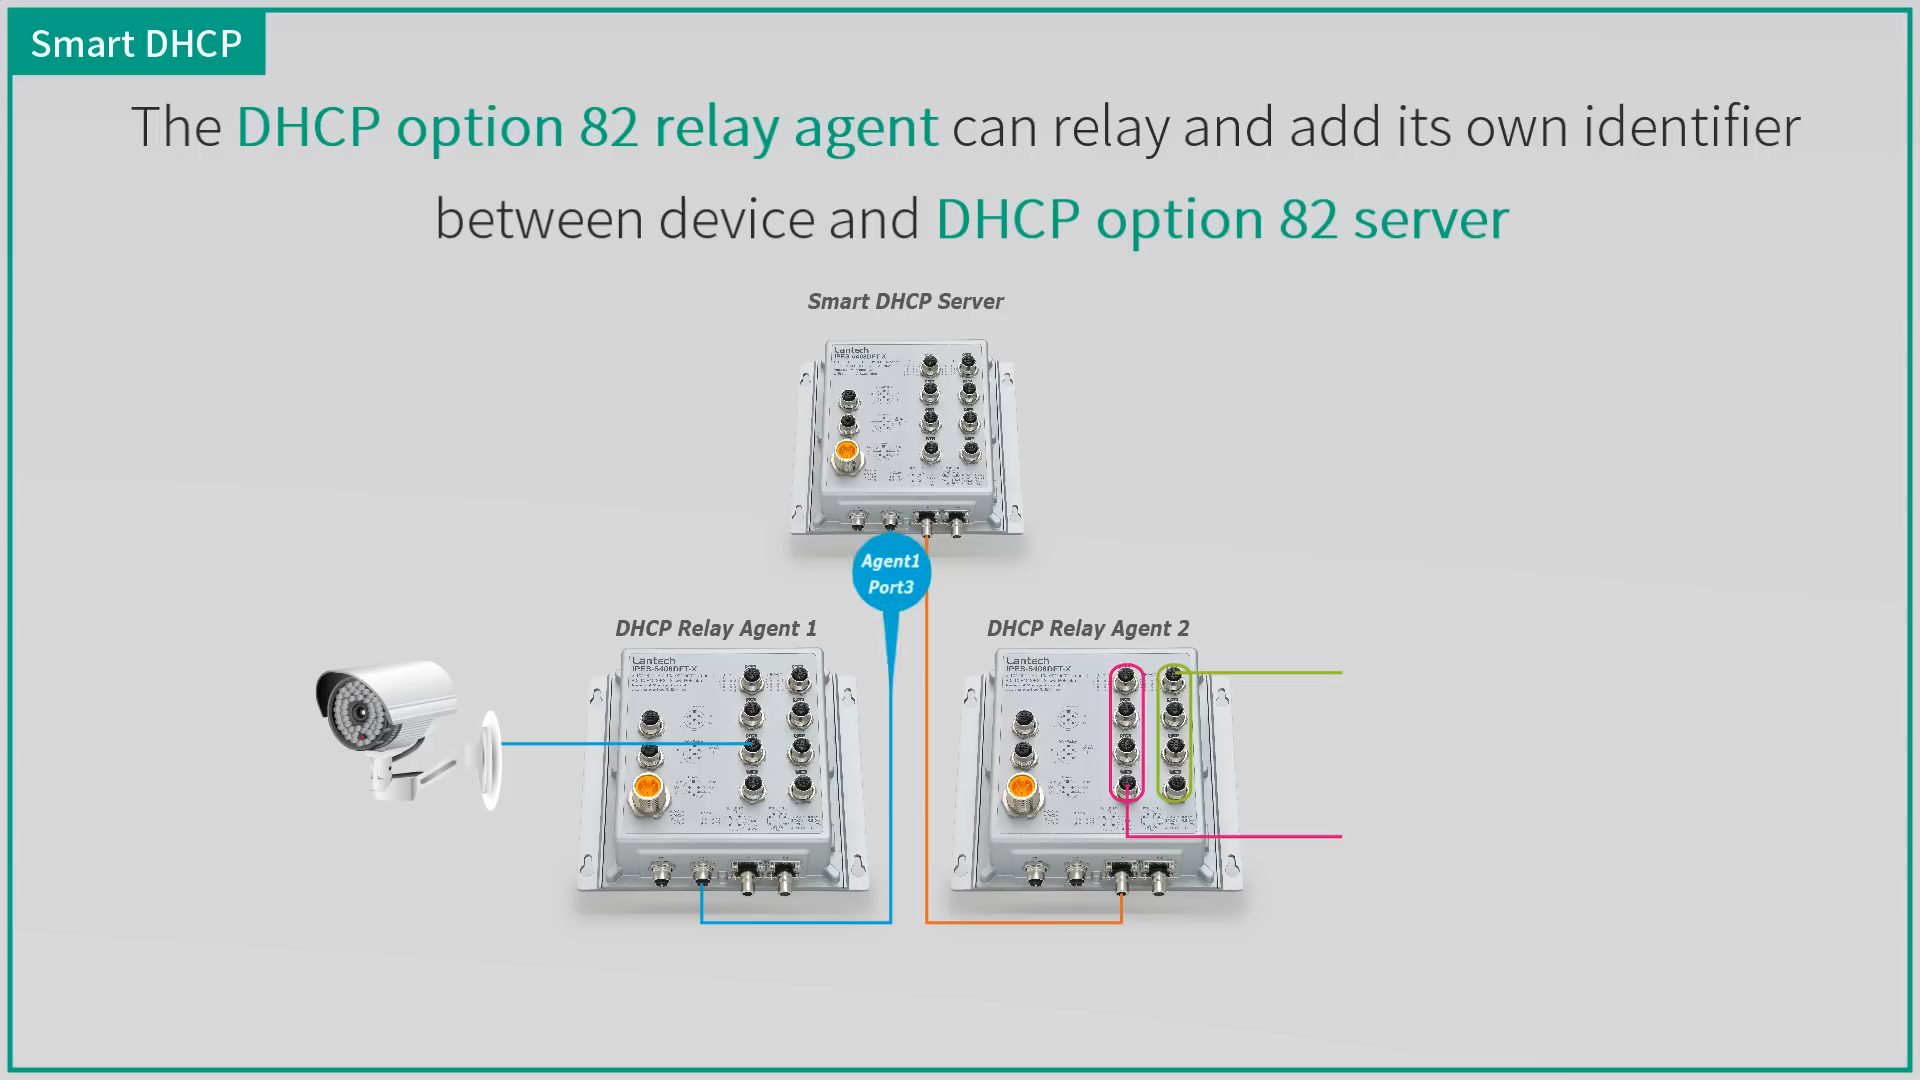 Smart DHCP
The DHCP option 82 relay agent can relay and add its own identifier
between device and DHCP option 82 server
Smart DHCP Server
Lantech
Agent1
Port3
DHCP Relay Agent 1
DHCP Relay Agent 2
Lantech
Lantech